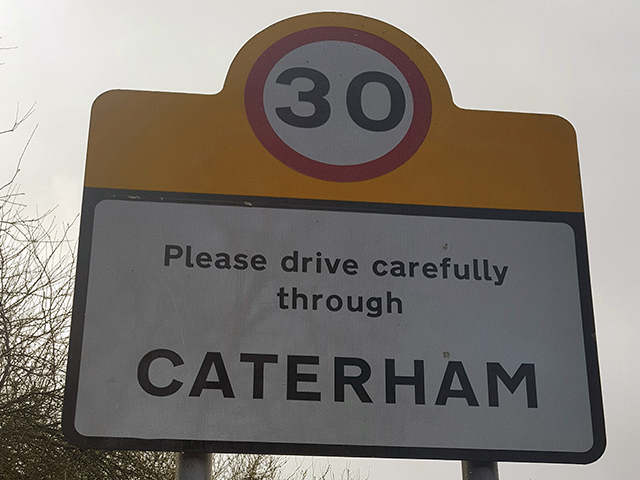 30
Please drive carefully
through
CATERHAM